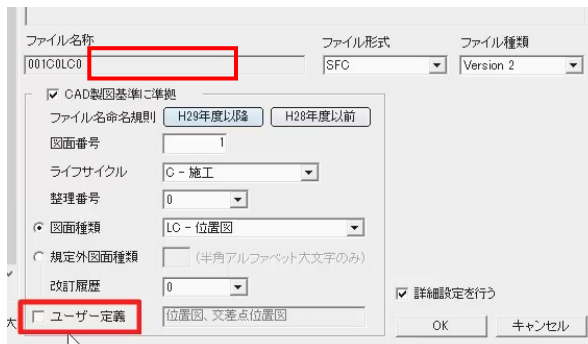 ファイル名称 ファイル形式 ファイル種類
001C0LC0 SFC Version 2
CAD製図基準に準拠
ファイル名命名規則 H29年度以降 H28年度以前
図面番号 1
ライフサイクル C - 施工
整理番号 0
図面種類 LC - 位置図
規定外図面種類 (半角アルファベット大文字のみ)
改訂履歴 0
詳細設定を行う
大 ユーザー定義 位置図、交差点位置図
OK キャンセル